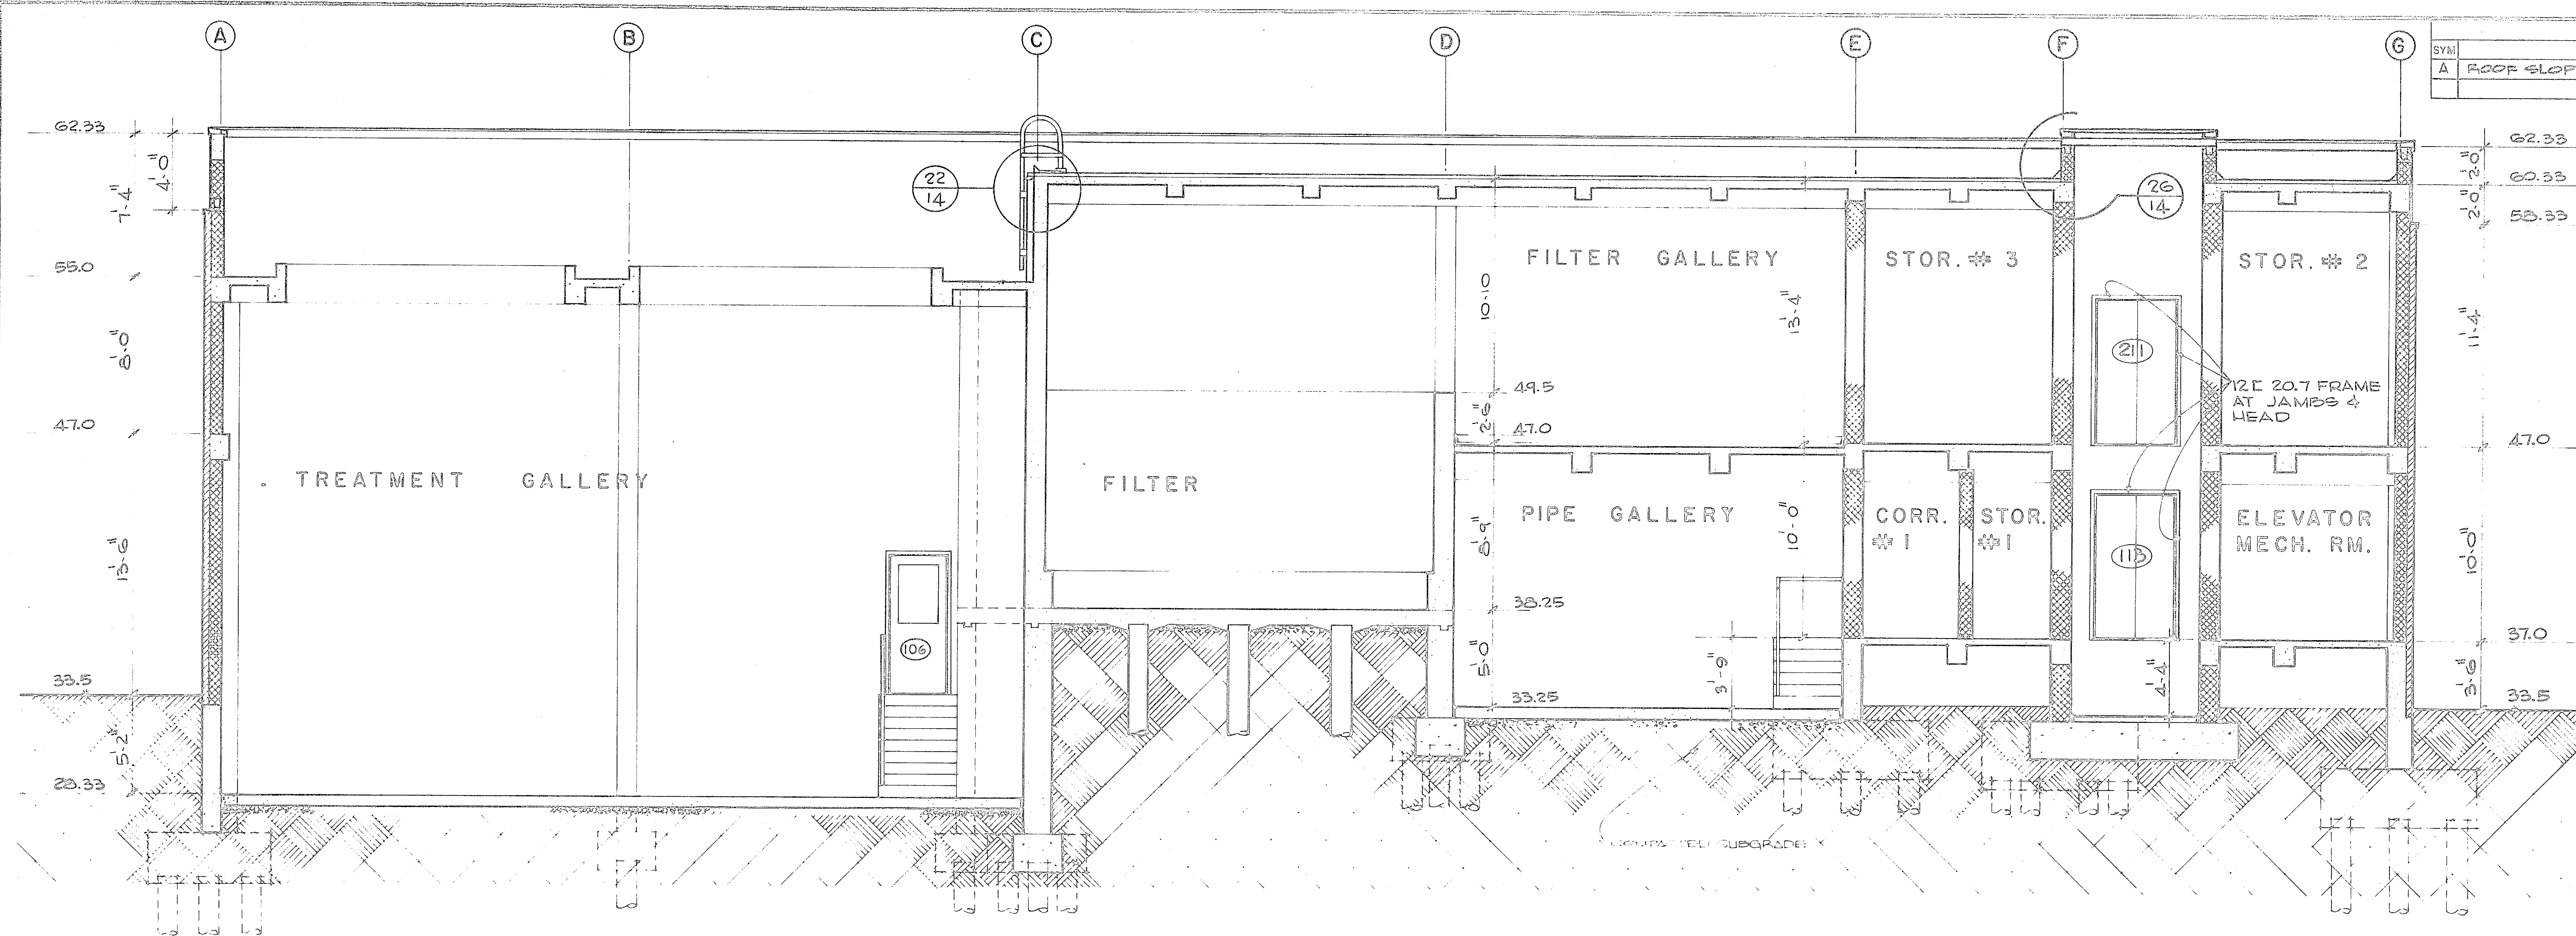 A
B
C
D
E
F
G
SYM
A ROOF SLOP
62.33
4'-0"
7'-4"
55.0
8'-0"
47.0
13'-6"
33.5
5'-2"
28.33
22
14
26
14
62.33
2'-0"
60.33
2'-0"
58.33
11'-4"
47.0
10'-0"
37.0
3'-6"
33.5
TREATMENT GALLERY
106
FILTER
FILTER GALLERY
10'-10
13'-4"
49.5
2'-6"
47.0
PIPE GALLERY
8'-9"
10'-0"
38.25
5'-0"
3'-9"
33.25
STOR. # 3
CORR.
# 1
STOR.
# 1
211
113
4'-4"
STOR. # 2
12[ 20.7 FRAME
AT JAMBS &
HEAD
ELEVATOR
MECH. RM.
COMPACTED SUBGRADE